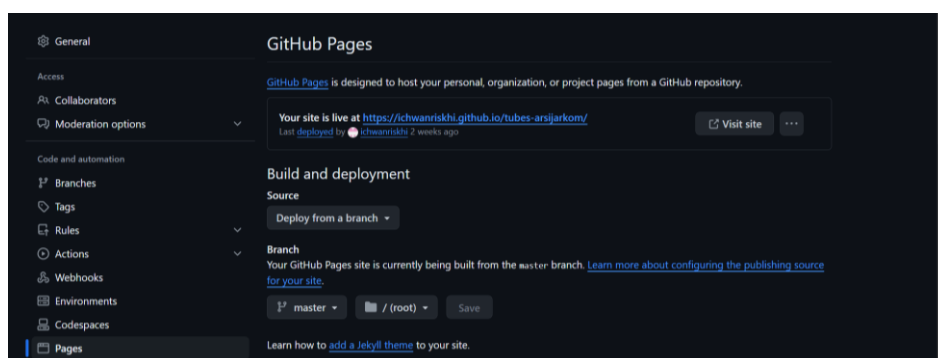 General
Access
Collaborators
Moderation options
Code and automation
Branches
Tags
Rules
Actions
Webhooks
Environments
Codespaces
Pages
GitHub Pages
GitHub Pages is designed to host your personal, organization, or project pages from a GitHub repository.
Your site is live at https://ichwanriskhi.github.io/tubes-arsijarkom/
Last deployed by ichwanriskhi 2 weeks ago
Visit site
Build and deployment
Source
Deploy from a branch
Branch
Your GitHub Pages site is currently being built from the master branch. Learn more about configuring the publishing source
for your site.
master
/ (root)
Save
Learn how to add a Jekyll theme to your site.